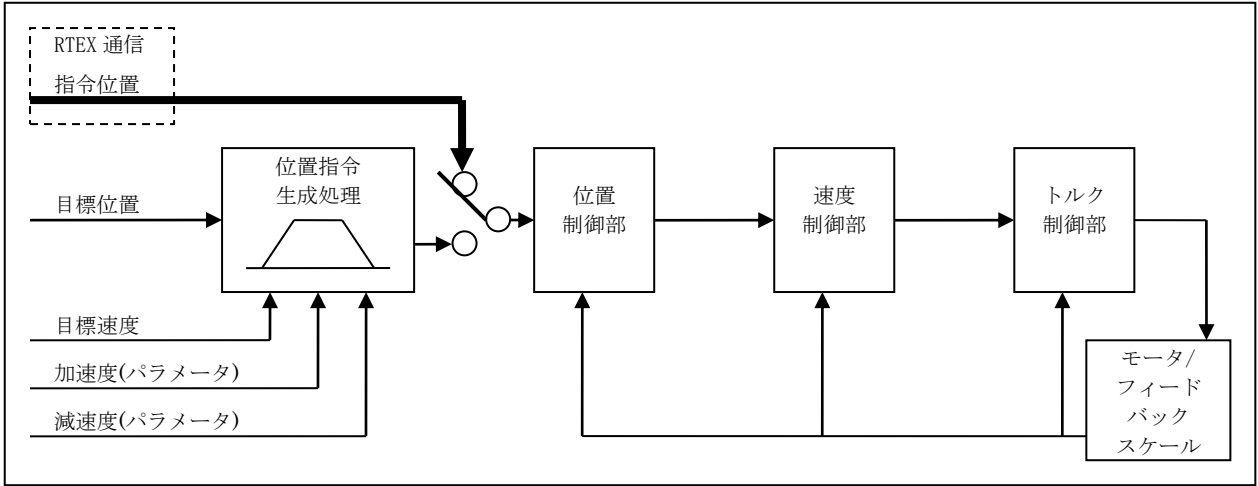 RTEX 通信
指令位置
位置指令
生成処理
目標位置
位置
制御部
速度
制御部
トルク
制御部
目標速度
加速度(パラメータ)
減速度(パラメータ)
モータ/
フィード
バック
スケール